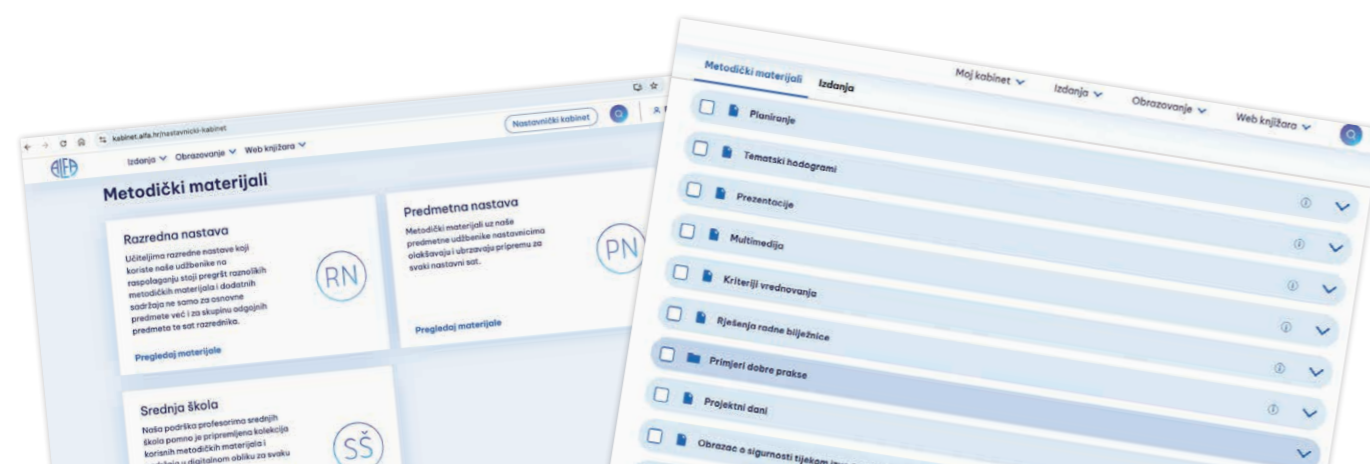 kabinet.alfa.hr/nastavnicki-kabinet
ALFA
Izdanja
Obrazovanje
Web knjižara
Nastavnički kabinet
Metodički materijali
Razredna nastava
Učiteljima razredne nastave koji
koriste naše udžbenike na
raspolaganju stoji pregršt raznolikih
metodičkih materijala i dodatnih
sadržaja ne samo za osnovne
predmete već i za skupinu odgojnih
predmeta te sat razrednika.
RN
Pregledaj materijale
Predmetna nastava
Metodički materijali uz naše
predmetne udžbenike nastavnicima
olakšavaju i ubrzavaju pripremu za
svaki nastavni sat.
PN
Pregledaj materijale
Srednja škola
Naša podrška profesorima srednjih
škola pomno je pripremljena kolekcija
korisnih metodičkih materijala i
u digitalnom obliku za svaku
SŠ
Metodički materijali
Izdanja
Moj kabinet
Izdanja
Obrazovanje
Web knjižara
Planiranje
Tematski hodogrami
Prezentacije
Multimedija
Kriteriji vrednovanja
Rješenja radne bilježnice
Primjeri dobre prakse
Projektni dani
Obrazac o sigurnosti tijekom